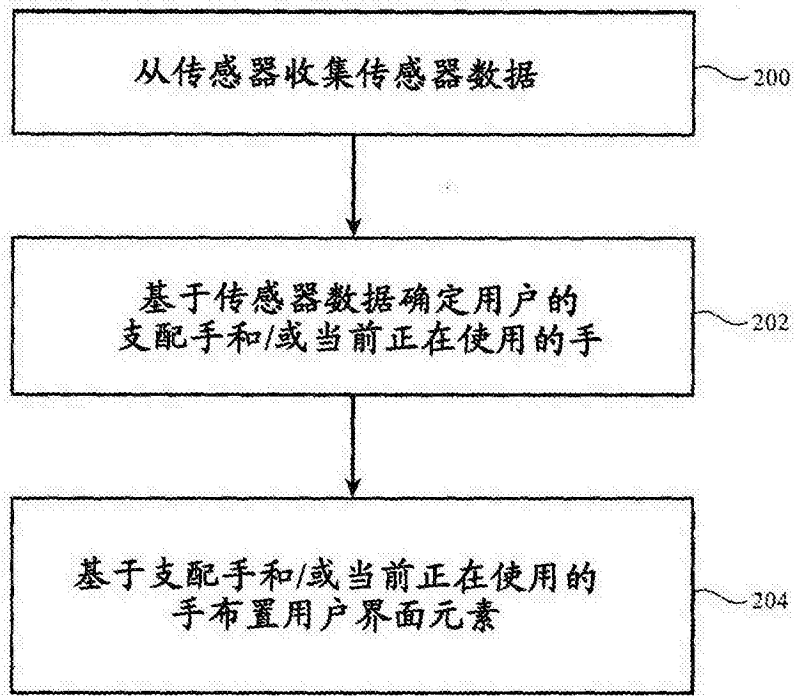 从传感器收集传感器数据
200
基于传感器数据确定用户的
支配手和/或当前正在使用的手
202
基于支配手和/或当前正在使用的
手布置用户界面元素
204